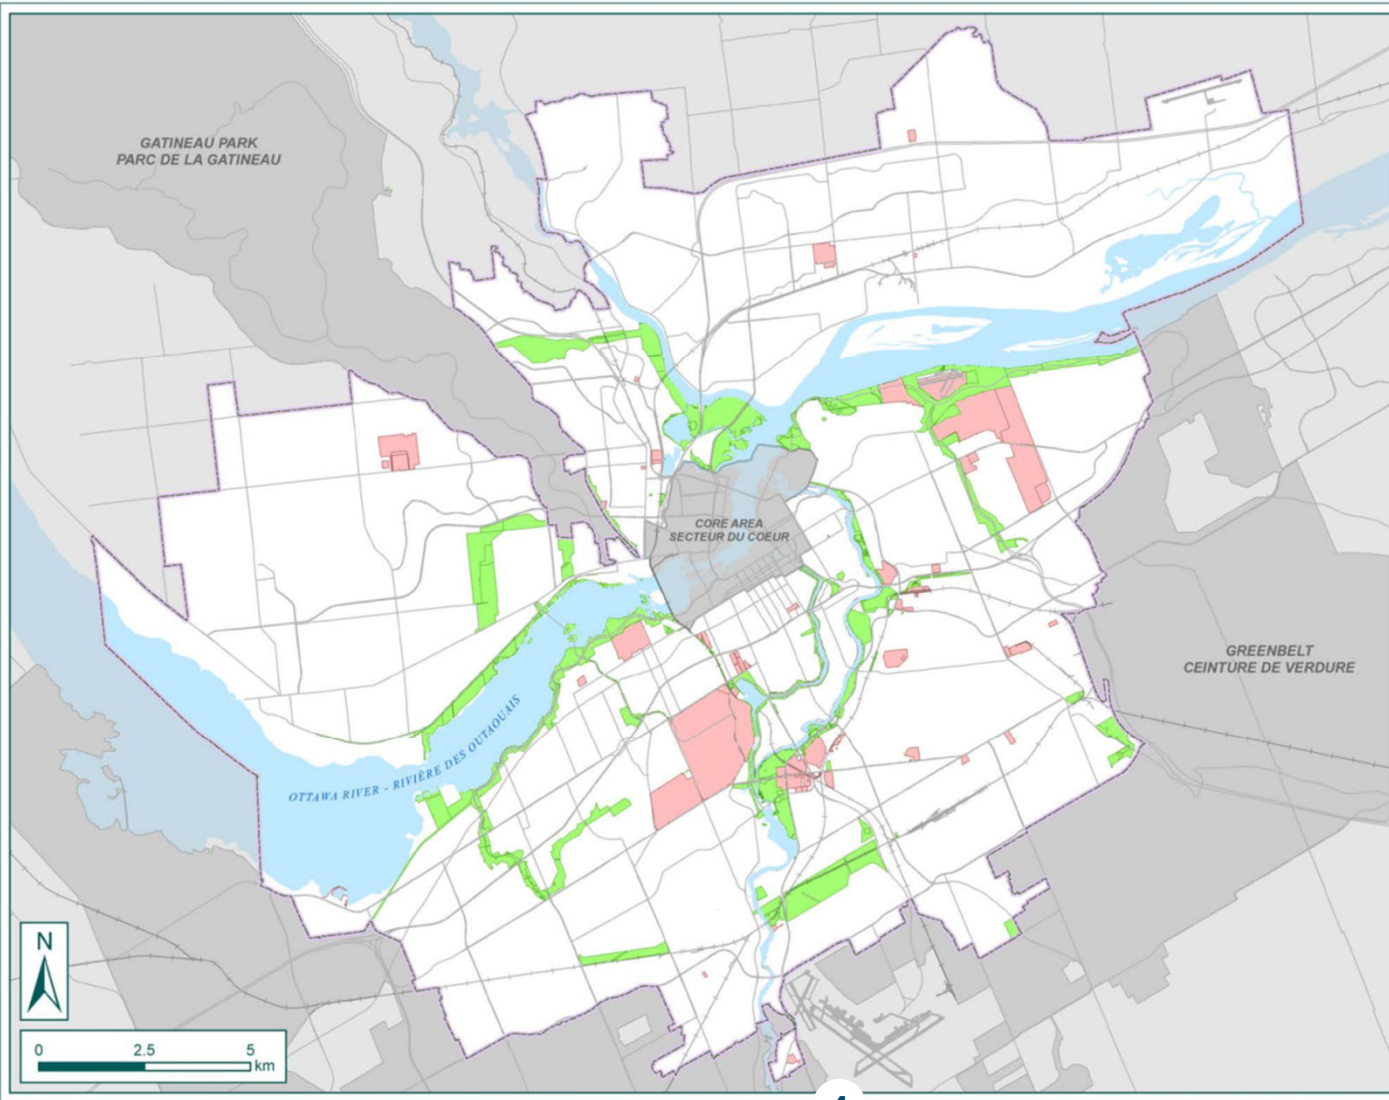 GATINEAU PARK
PARC DE LA GATINEAU
CORE AREA
SECTEUR DU COEUR
GREENBELT
CEINTURE DE VERDURE
OTTAWA RIVER - RIVIÈRE DES OUTAOUAIS
N
0 2.5 5
km